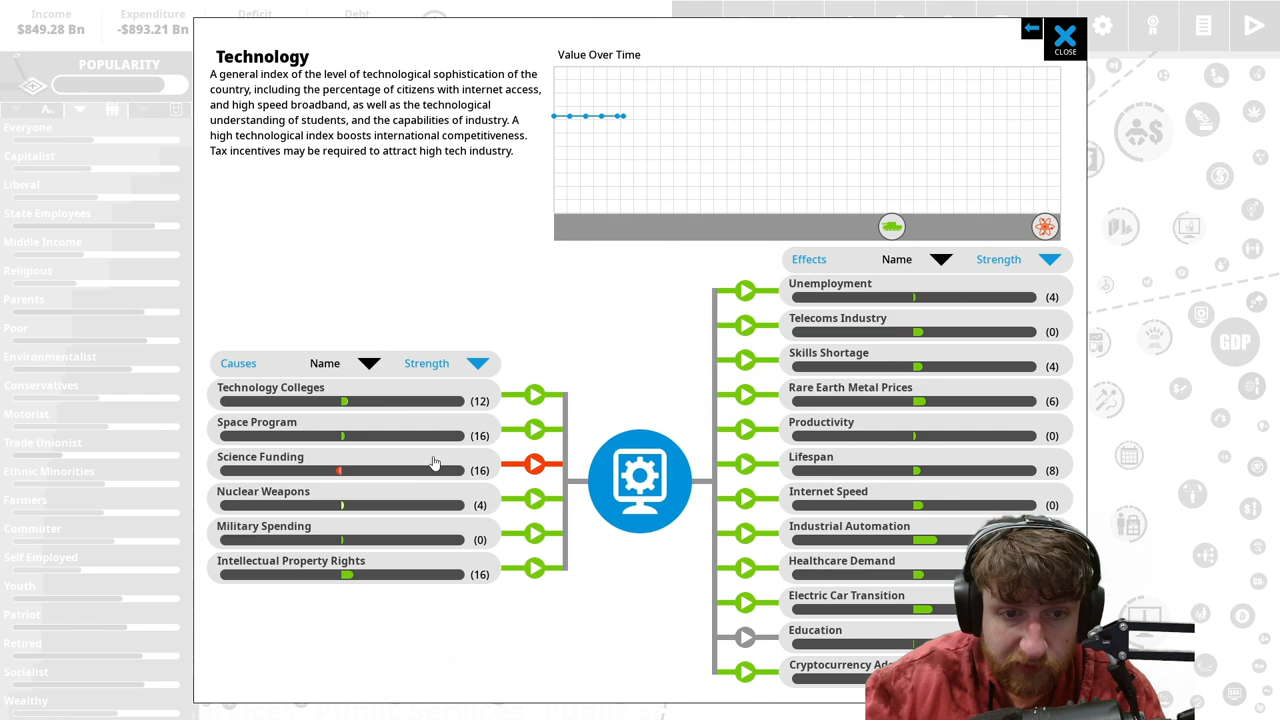 Income
$849.28 Bn
Expenditure
-$893.21 Bn
Deficit
Debt
POPULARITY
Everyone
Capitalist
Liberal
State Employees
Middle Income
Religious
Parents
Poor
Environmentalist
Conservatives
Motorist
Trade Unionist
Ethnic Minorities
Farmers
Commuter
Self Employed
Youth
Patriot
Retired
Socialist
Wealthy
Technology
A general index of the level of technological sophistication of the
country, including the percentage of citizens with internet access,
and high speed broadband, as well as the technological
understanding of students, and the capabilities of industry. A
high technological index boosts international competitiveness.
Tax incentives may be required to attract high tech industry.
Value Over Time
CLOSE
Causes Name Strength
Technology Colleges
(12)
Space Program
(16)
Science Funding
(16)
Nuclear Weapons
(4)
Military Spending
(0)
Intellectual Property Rights
(16)
Effects Name Strength
Unemployment
(4)
Telecoms Industry
(0)
Skills Shortage
(4)
Rare Earth Metal Prices
(6)
Productivity
(0)
Lifespan
(8)
Internet Speed
(0)
Industrial Automation
Healthcare Demand
Electric Car Transition
Education
Cryptocurrency
GDP